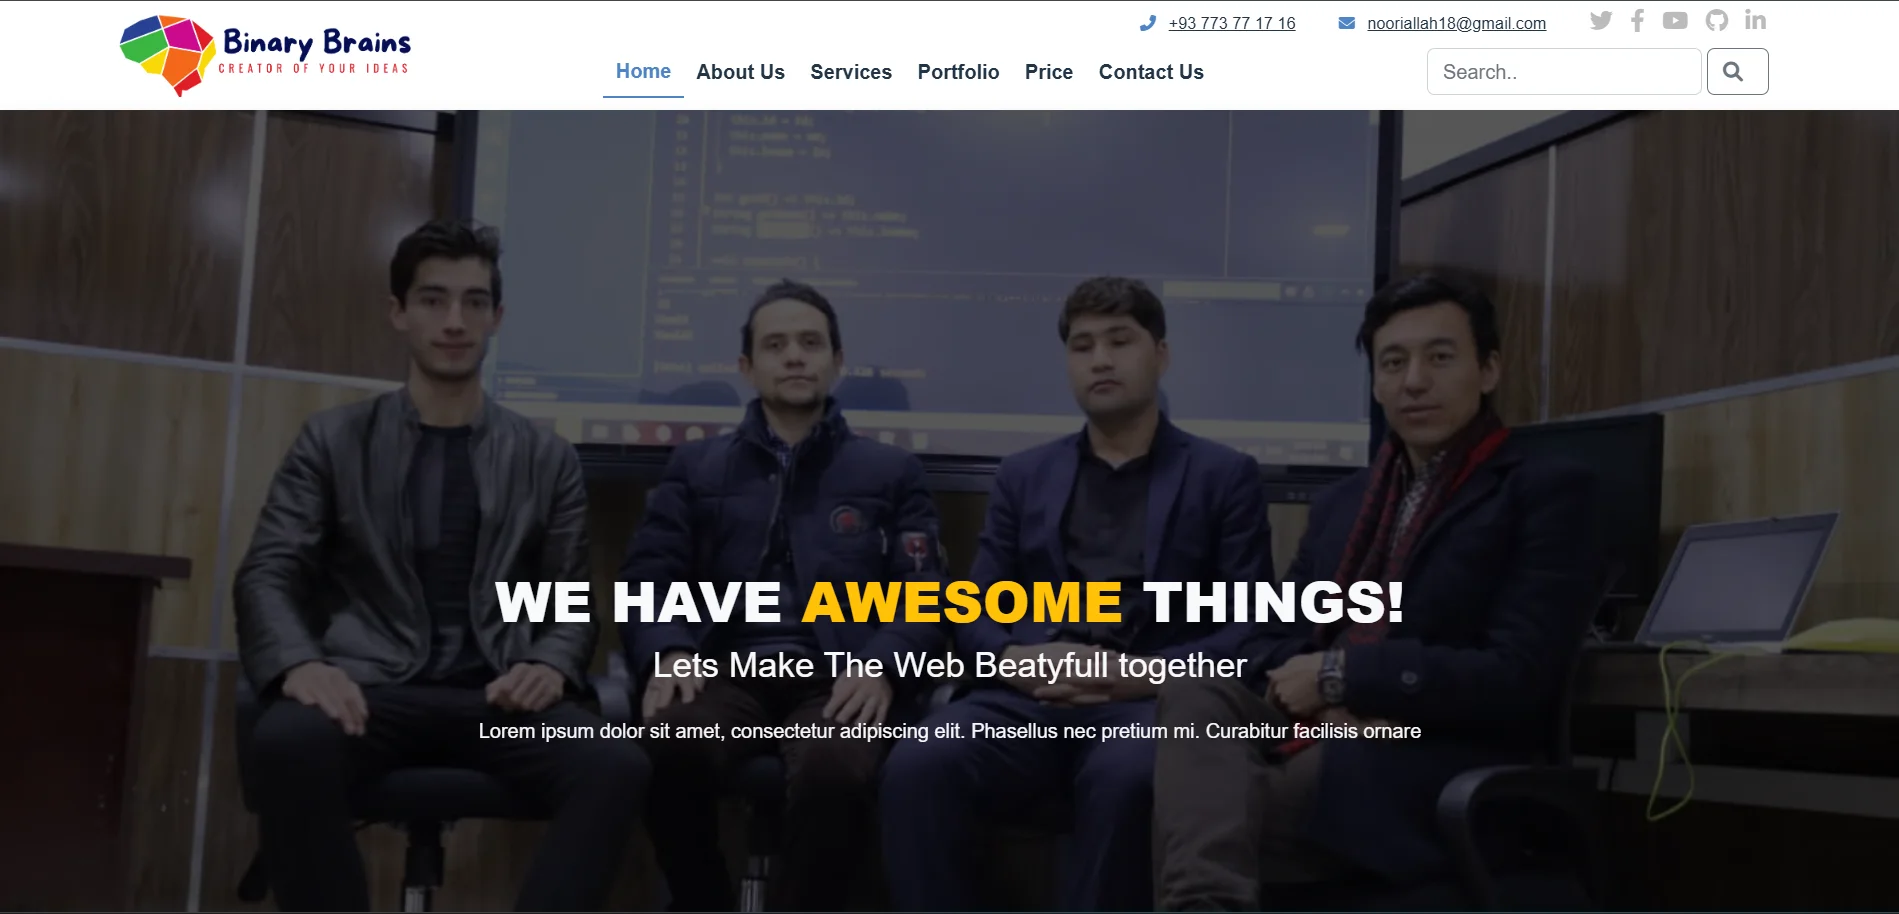 Binary Brains
CREATOR OF YOUR IDEAS
+93 773 77 17 16
nooriallah18@gmail.com
Home
About Us
Services
Portfolio
Price
Contact Us
Search..
WE HAVE AWESOME THINGS!
Lets Make The Web Beatyfull together
Lorem ipsum dolor sit amet, consectetur adipiscing elit. Phasellus nec pretium mi. Curabitur facilisis ornare